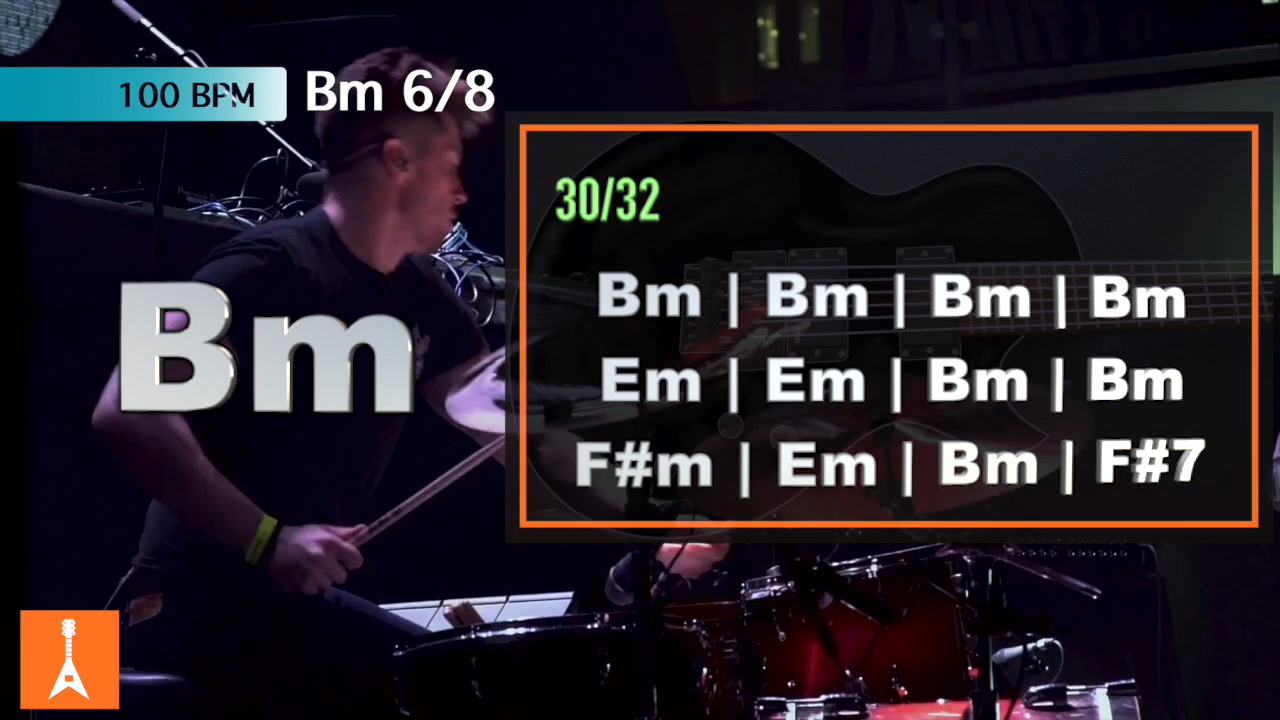 100 BPM Bm 6/8
30/32
Bm
Bm | Bm | Bm | Bm
Em | Em | Bm | Bm
F#m | Em | Bm | F#7